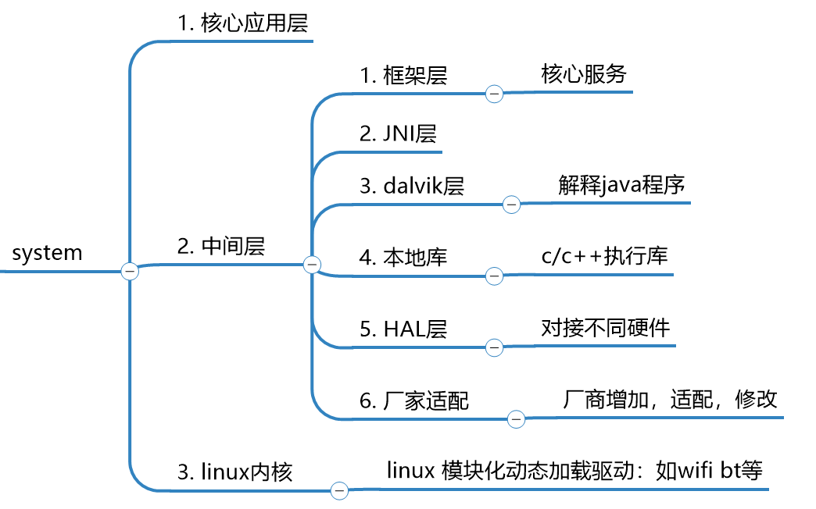 1. 核心应用层
1. 框架层
核心服务
2. JNI层
3. dalvik层
解释java程序
system
2. 中间层
4. 本地库
c/c++执行库
5. HAL层
对接不同硬件
6. 厂家适配
厂商增加，适配，修改
3. linux内核
linux 模块化动态加载驱动：如wifi bt等